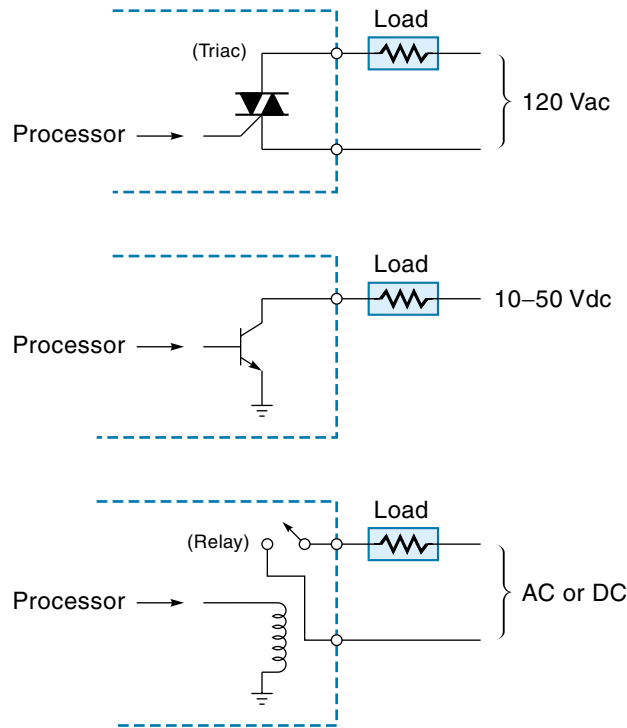 Load
(Triac)
120 Vac
Processor
Load
10–50 Vdc
Processor
Load
(Relay)
AC or DC
Processor